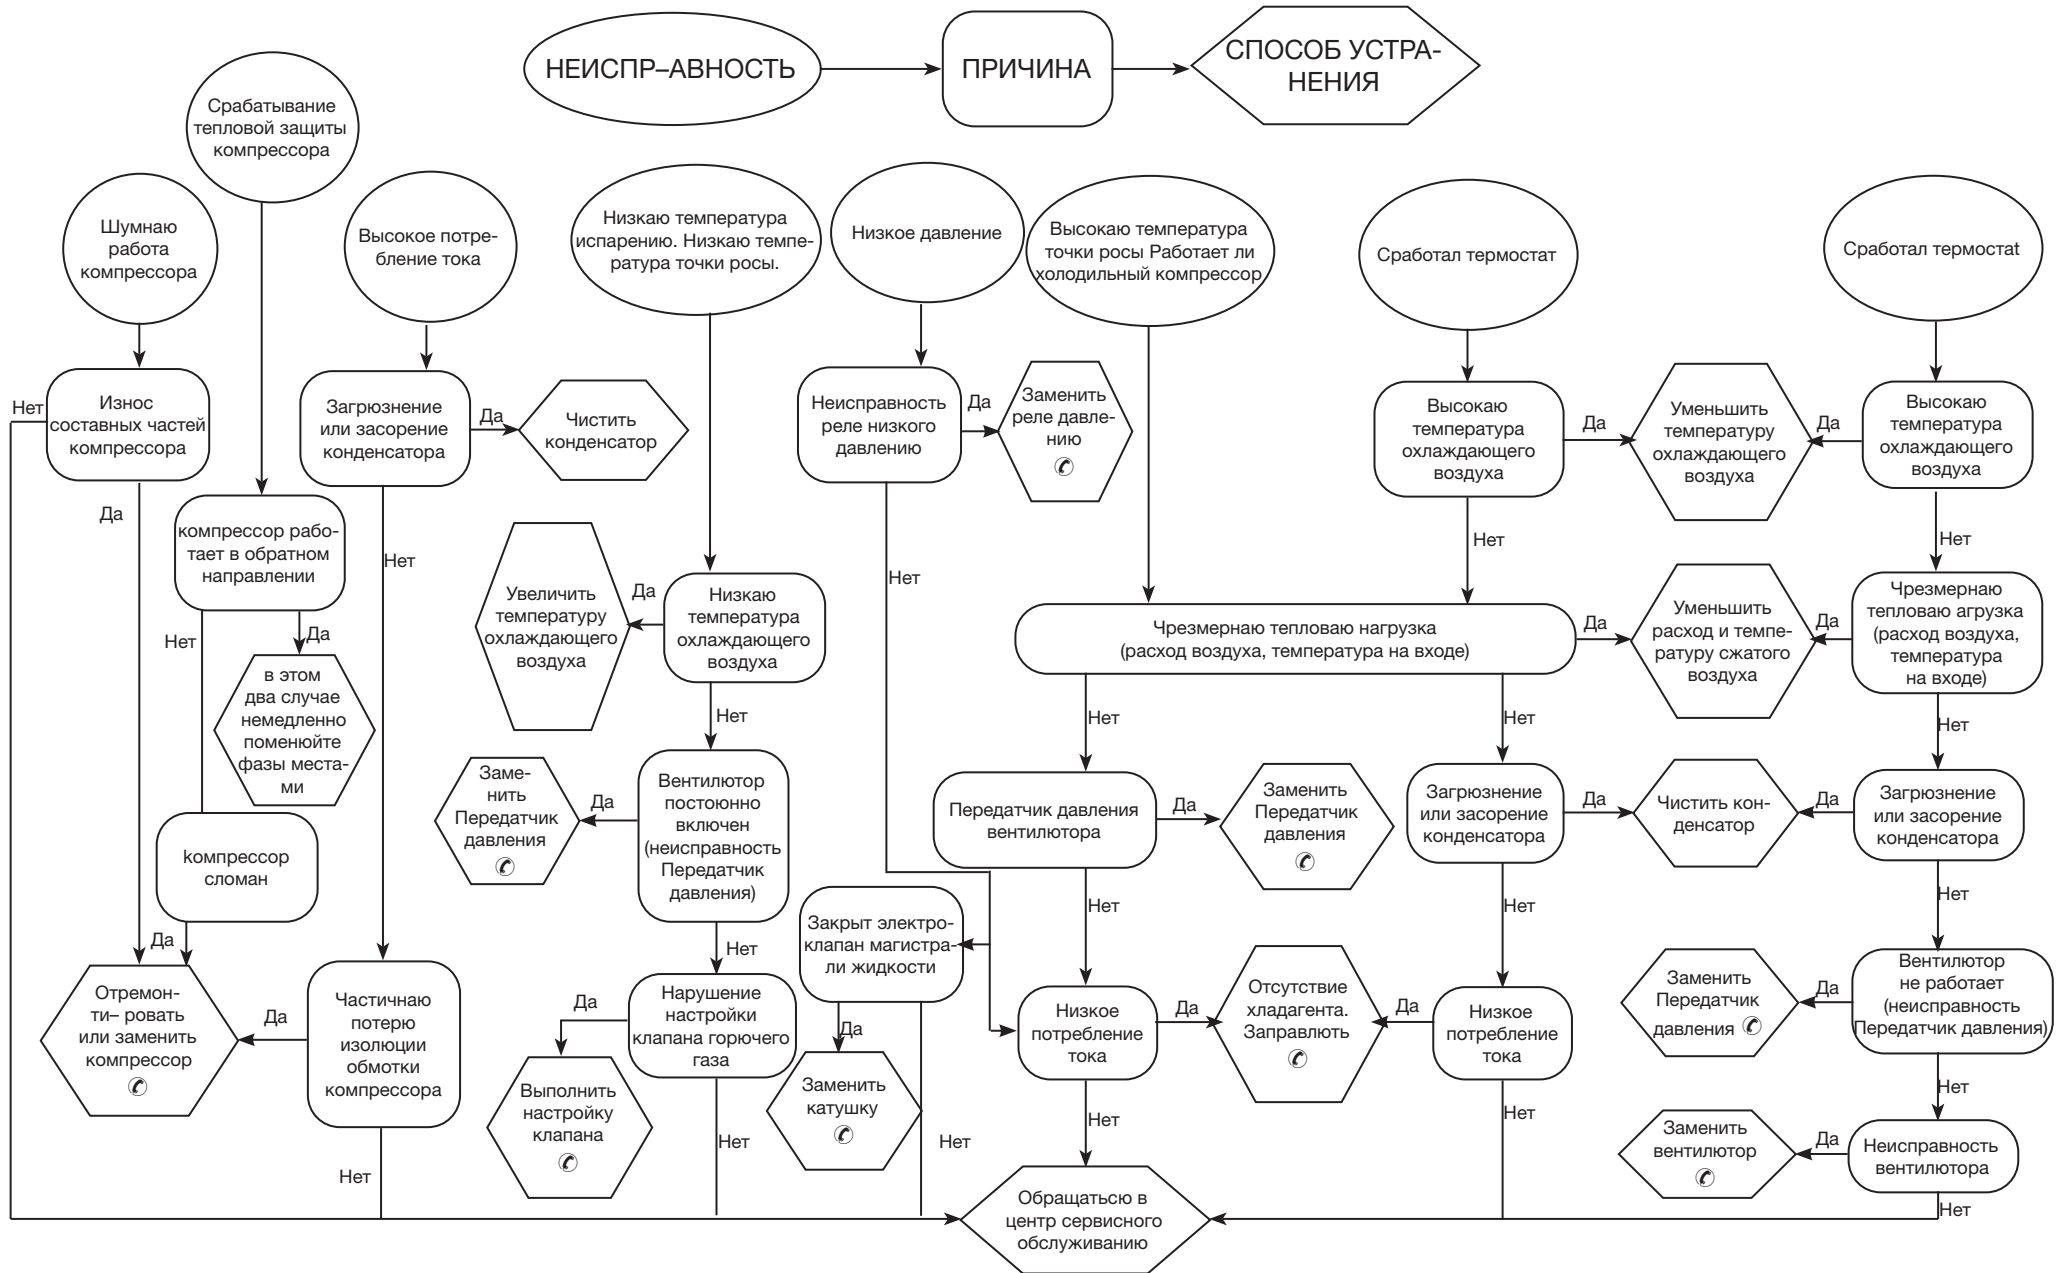 НЕИСПР–АВНОСТЬ
ПРИЧИНА
СПОСОБ УСТРА-
НЕНИЯ
Срабатывание
тепловой защиты
компрессора
Шумнаю
работа
компрессора
Высокое потре-
бление тока
Низкаю температура
испарению. Низкаю темпе-
ратура точки росы.
Низкое давление
Высокаю температура
точки росы Работает ли
холодильный компрессор
Сработал термостат
Сработал термостаt
Нет
Износ
составных частей
компрессора
Да
Загрюзнение
или засорение
конденсатора
Да
Чистить
конденсатор
Неисправность
реле низкого
давлению
Да
Заменить
реле давле-
нию
Высокаю
температура
охлаждающего
воздуха
Да
Уменьшить
температуру
охлаждающего
воздуха
Да
Высокаю
температура
охлаждающего
воздуха
компрессор рабо-
тает в обратном
направлении
Нет
Да
Нет
в этом
два случае
немедленно
поменюйте
фазы места-
ми
Увеличить
температуру
охлаждающего
воздуха
Да
Низкаю
температура
охлаждающего
воздуха
Нет
Нет
Нет
Нет
Чрезмернаю тепловаю нагрузка
(расход воздуха, температура на входе)
Да
Уменьшить
расход и темпе-
ратуру сжатого
воздуха
Да
Чрезмернаю
тепловаю агрузка
(расход воздуха,
температура
на входе)
Нет
Нет
Нет
Заме-
нить
Передатчик
давления
Да
Вентилютор
постоюнно
включен
(неисправность
Передатчик
давления)
Передатчик давления
вентилютора
Да
Заменить
Передатчик
давления
Загрюзнение
или засорение
конденсатора
Да
Чистить кон-
денсатор
Да
Загрюзнение
или засорение
конденсатора
kомпрессор
сломан
Да
Нет
Закрыт электро-
клапан магистра-
ли жидкости
Нет
Нет
Нет
Отремон-
ти– ровать
или заменить
компрессор
Да
Частичнаю
потерю
изолюции
обмотки
компрессора
Да
Нарушение
настройки
клапана горючего
газа
Да
Низкое
потребление
тока
Да
Отсутствие
хладагента.
Заправлють
Да
Низкое
потребление
тока
Заменить
Передатчик
давления
Да
Вентилютор
не работает
(неисправность
Передатчик давления)
Выполнить
настройку
клапана
Нет
Заменить
катушку
Нет
Нет
Нет
Нет
Нет
Заменить
вентилютор
Да
Неисправность
вентилютора
Обращатьсю в
центр сервисного
обслуживанию
Нет